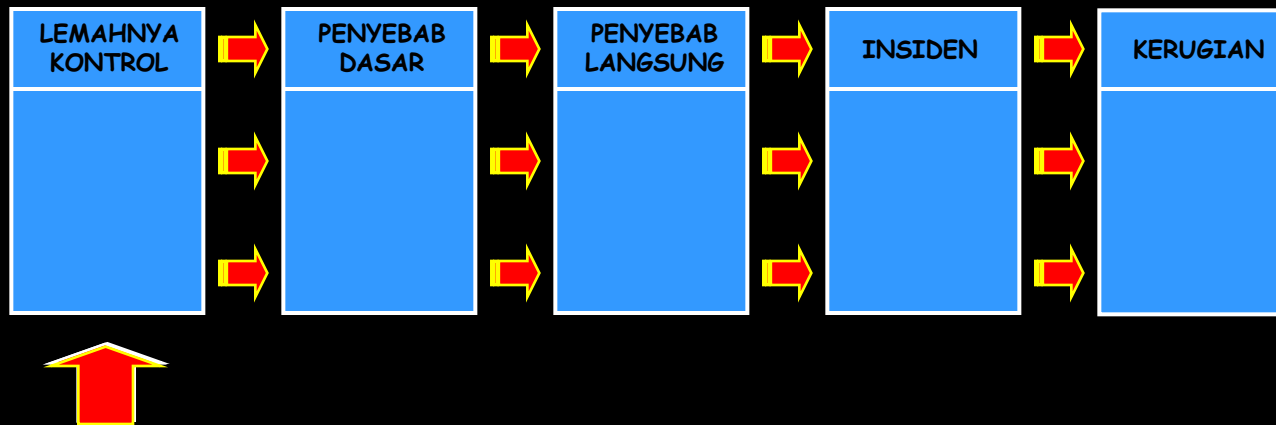 LEMAHNYA
KONTROL
PENYEBAB
DASAR
PENYEBAB
LANGSUNG
INSIDEN
KERUGIAN